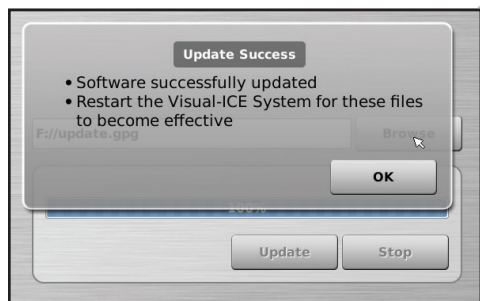 Update Success
• Software successfully updated
• Restart the Visual-ICE System for these files
to become effective
F://update.gpg
Browse
OK
100%
Update
Stop